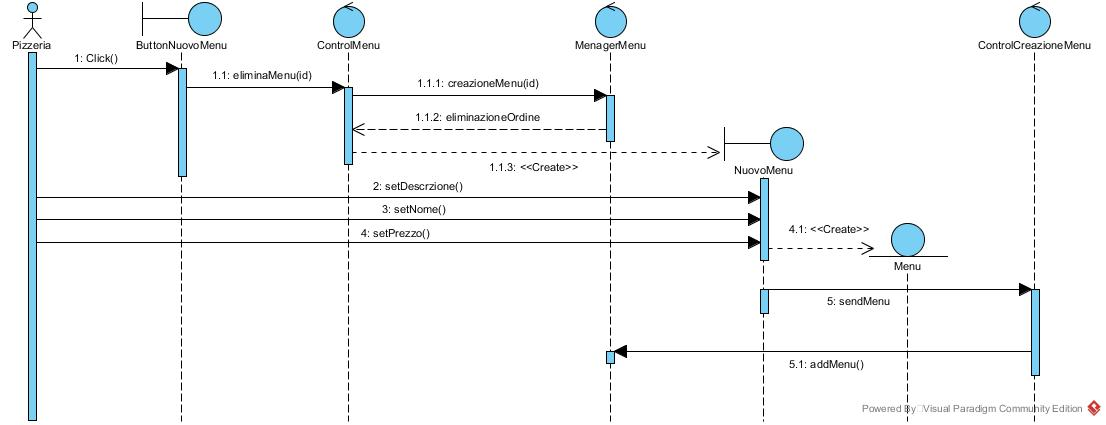 Pizzeria
ButtonNuovoMenu
ControlMenu
MenagerMenu
ControlCreazioneMenu
1: Click()
1.1: eliminaMenu(id)
1.1.1: creazioneMenu(id)
1.1.2: eliminazioneOrdine
1.1.3: <<Create>>
NuovoMenu
2: setDescrzione()
3: setNome()
4: setPrezzo()
4.1: <<Create>>
Menu
5: sendMenu
5.1: addMenu()
Powered By Visual Paradigm Community Edition